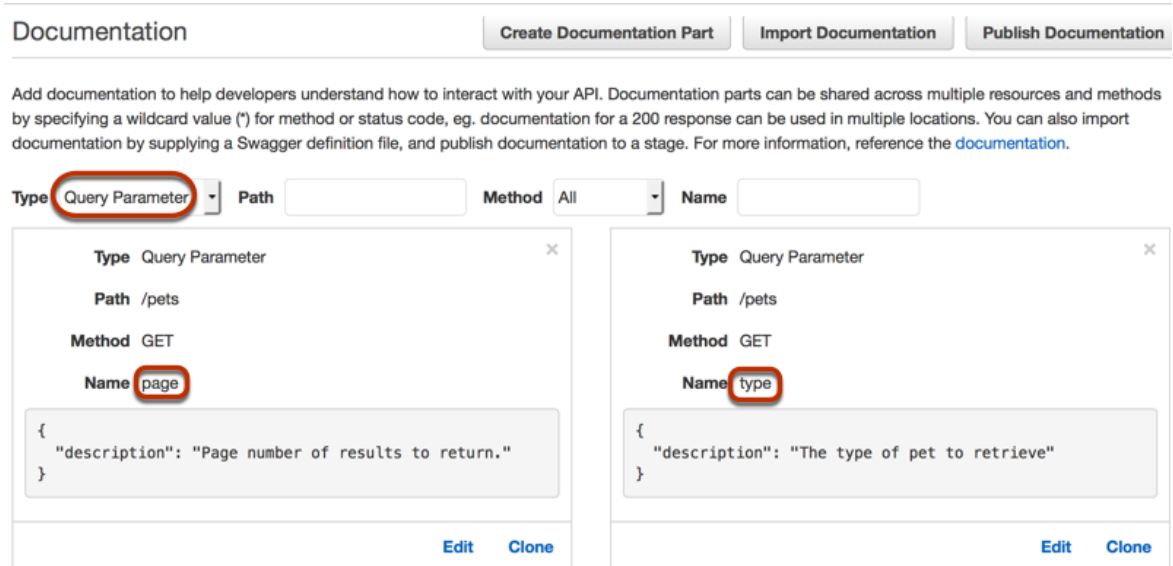 Documentation
Create Documentation Part
Import Documentation
Publish Documentation
Add documentation to help developers understand how to interact with your API. Documentation parts can be shared across multiple resources and methods
by specifying a wildcard value (*) for method or status code, eg. documentation for a 200 response can be used in multiple locations. You can also import
documentation by supplying a Swagger definition file, and publish documentation to a stage. For more information, reference the documentation.
Type Query Parameter Path Method All Name
Type Query Parameter
Path /pets
Method GET
Name page
{
"description": "Page number of results to return."
}
Edit Clone
Type Query Parameter
Path /pets
Method GET
Name type
{
"description": "The type of pet to retrieve"
}
Edit Clone